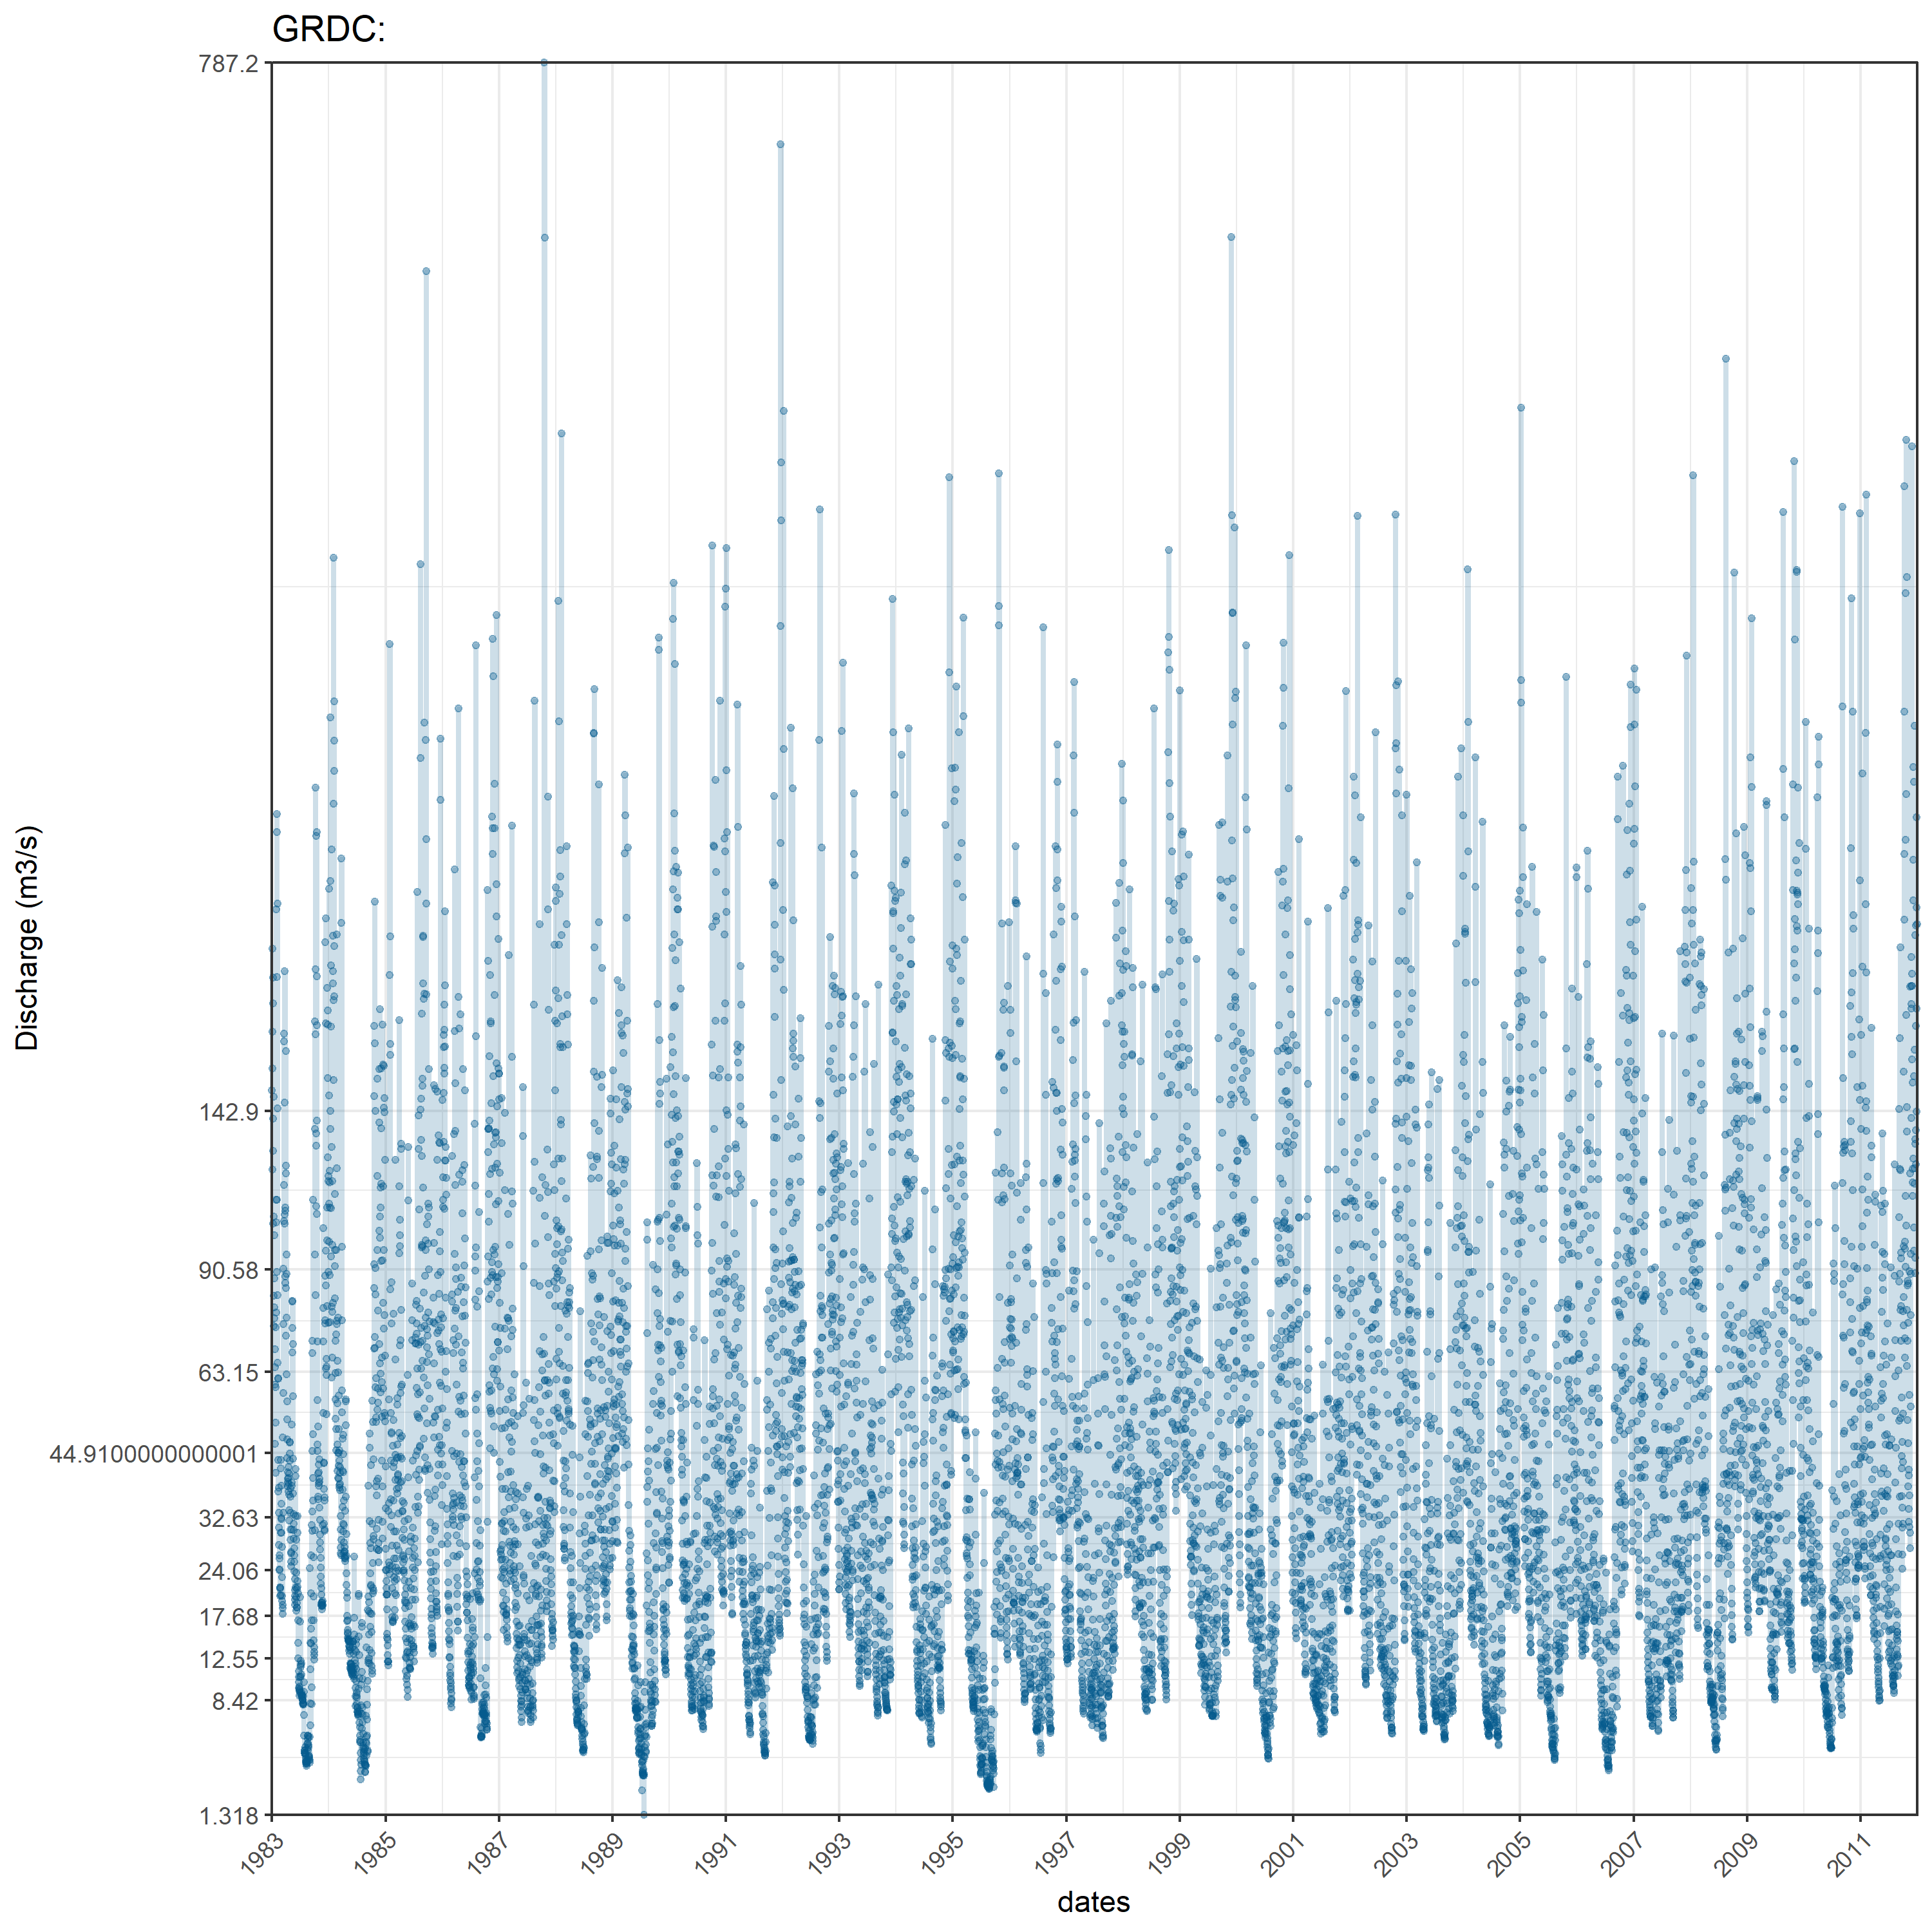 GRDC:
787.2
142.9
90.58
63.15
44.9100000000001
32.63
24.06
17.68
12.55
8.42
1.318
Discharge (m3/s)
1983 1985 1987 1989 1991 1993 1995 1997 1999 2001 2003 2005 2007 2009 2011
dates